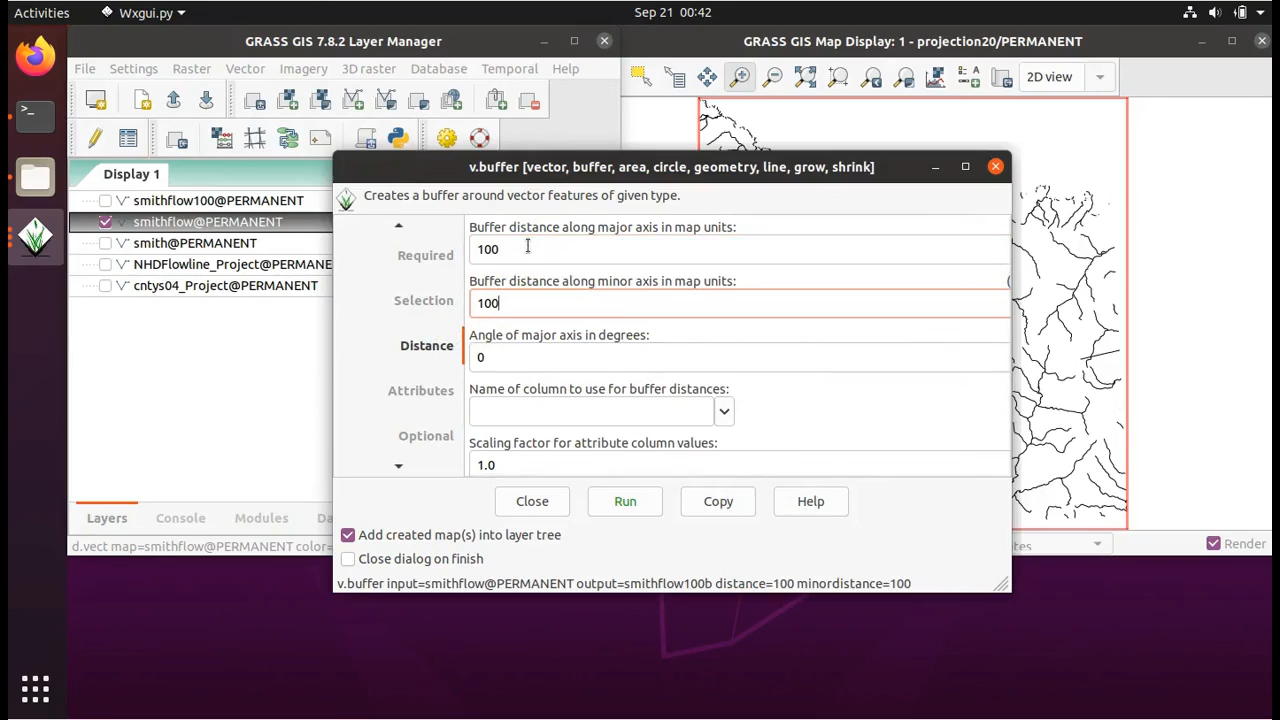 Activities
Wxgui.py
Sep 21 00:42
GRASS GIS 7.8.2 Layer Manager
GRASS GIS Map Display: 1 - projection20/PERMANENT
File Settings Raster Vector Imagery 3D raster Database Temporal Help
2D view
Display 1
smithflow100@PERMANENT
smithflow@PERMANENT
smith@PERMANENT
NHDFlowline_Project@PERMANE
cntys04_Project@PERMANENT
Layers Console Modules Da
d.vect map=smithflow@PERMANENT color=
v.buffer [vector, buffer, area, circle, geometry, line, grow, shrink]
Creates a buffer around vector features of given type.
Required
Selection
Distance
Attributes
Optional
Buffer distance along major axis in map units:
100
Buffer distance along minor axis in map units:
(
100
Angle of major axis in degrees:
0
Name of column to use for buffer distances:
Scaling factor for attribute column values:
1.0
Close Run Copy Help
Add created map(s) into layer tree
Close dialog on finish
v.buffer input=smithflow@PERMANENT output=smithflow100b distance=100 minordistance=100
tes
Render